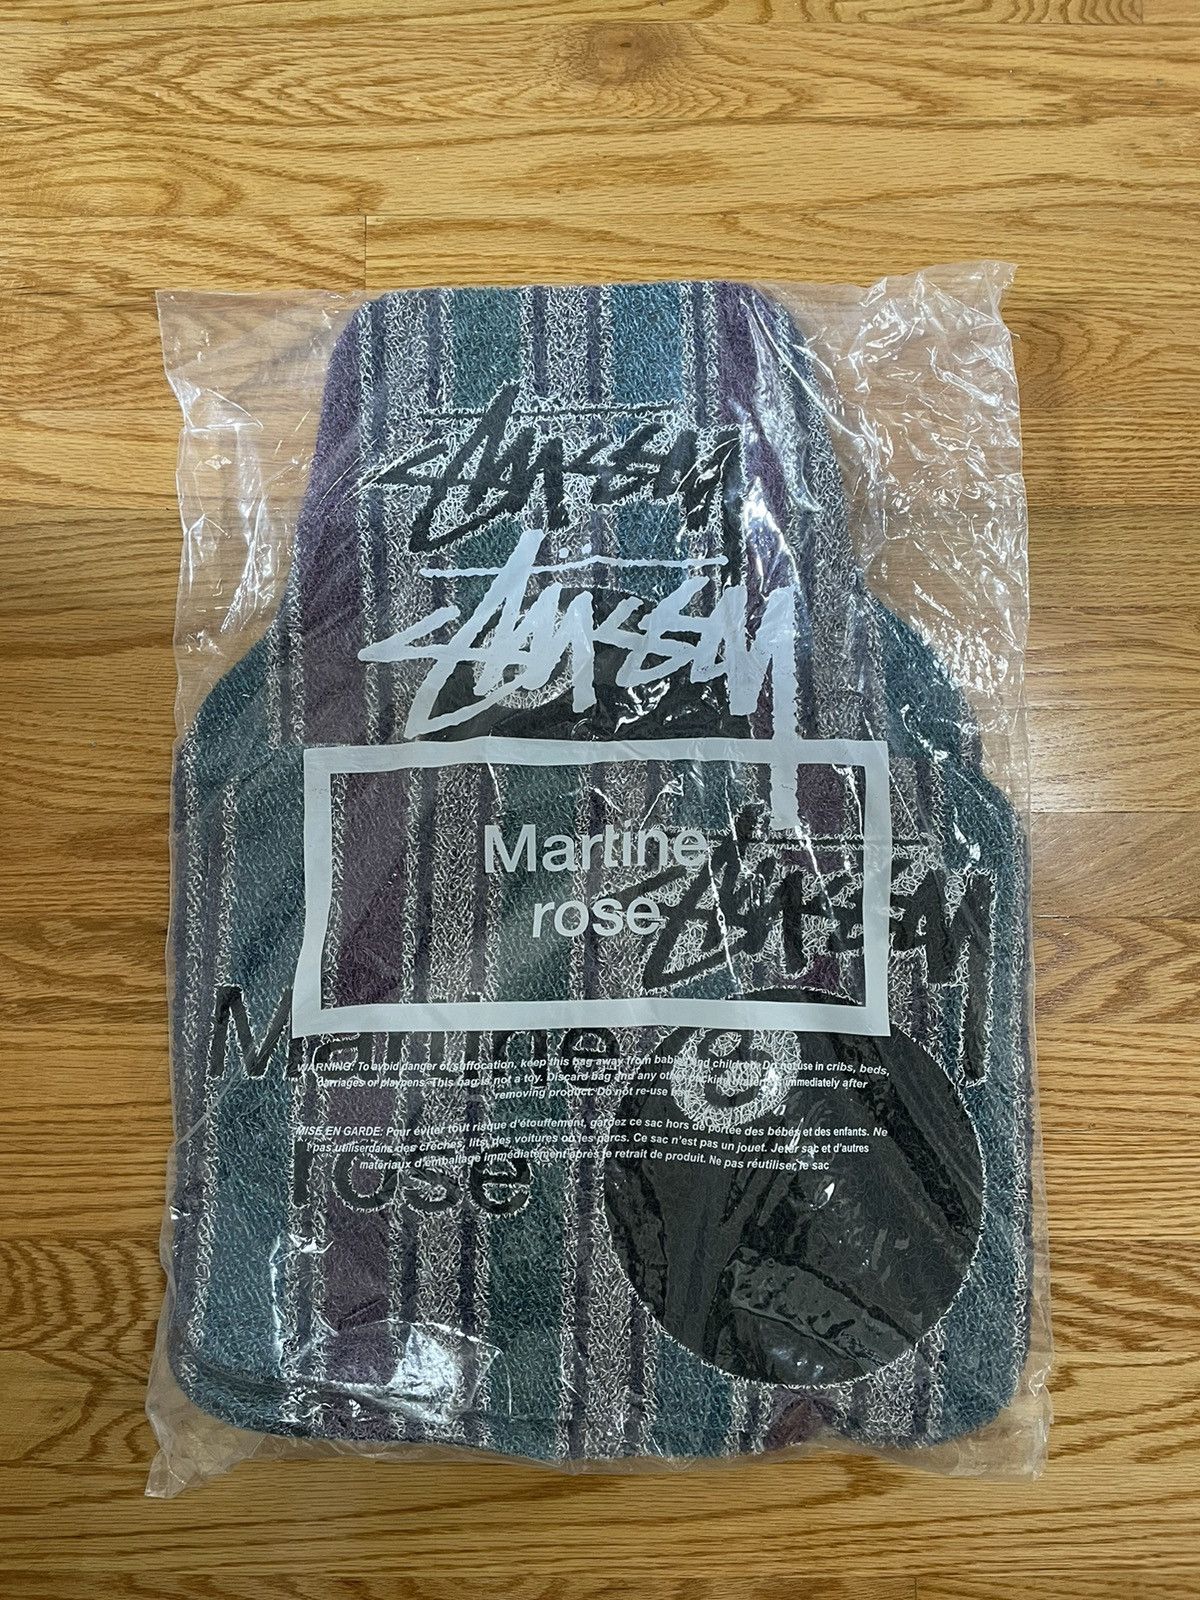 Stüssy
Stüssy
Martine
rose
Stüssy
8
Martine
rose
WARNING: To avoid danger of suffocation, keep this bag away from babies and children. Do not use in cribs, beds,
carriages or playpens. This bag is not a toy. Discard bag and any other packing materials immediately after
removing product. Do not re-use bag
MISE EN GARDE: Pour éviter tout risque d'étouffement, gardez ce sac hors de portée des bébés et des enfants. Ne
l'pas utiliserdans des crèches, lits, des voitures ou les parcs. Ce sac n'est pas un jouet. Jeter sac et d'autres
matériaux d'emballage immédiatement après le retrait de produit. Ne pas réutiliser le sac